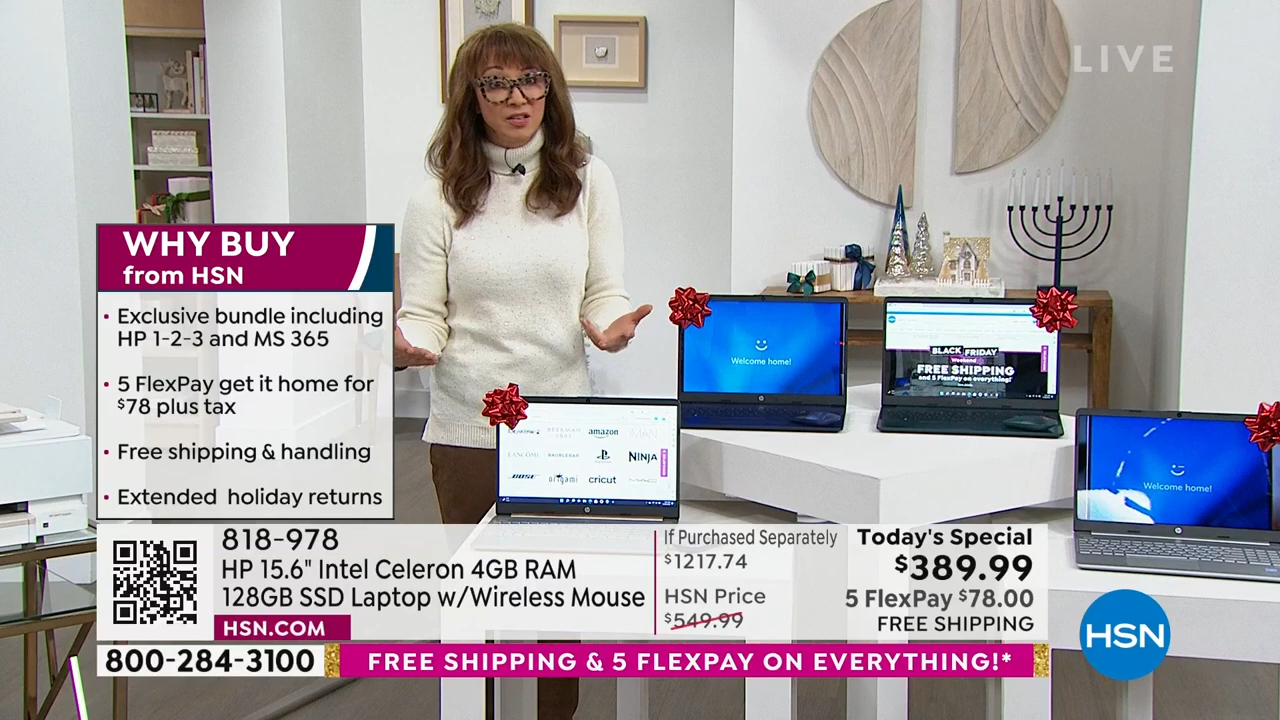 LIVE
WHY BUY
from HSN
• Exclusive bundle including
HP 1-2-3 and MS 365
• 5 FlexPay get it home for
$78 plus tax
• Free shipping & handling
• Extended holiday returns
Welcome home!
BLACK FRIDAY
Weekend
FREE SHIPPING
and 5 FlexPay on everything!
amazon
NINJA
BOSE origami cricut
Welcome home!
818-978
HP 15.6" Intel Celeron 4GB RAM
128GB SSD Laptop w/Wireless Mouse
HSN.COM
If Purchased Separately
$1217.74
HSN Price
$549.99
Today's Special
$389.99
5 FlexPay $78.00
FREE SHIPPING
HSN
800-284-3100
FREE SHIPPING & 5 FLEXPAY ON EVERYTHING!*